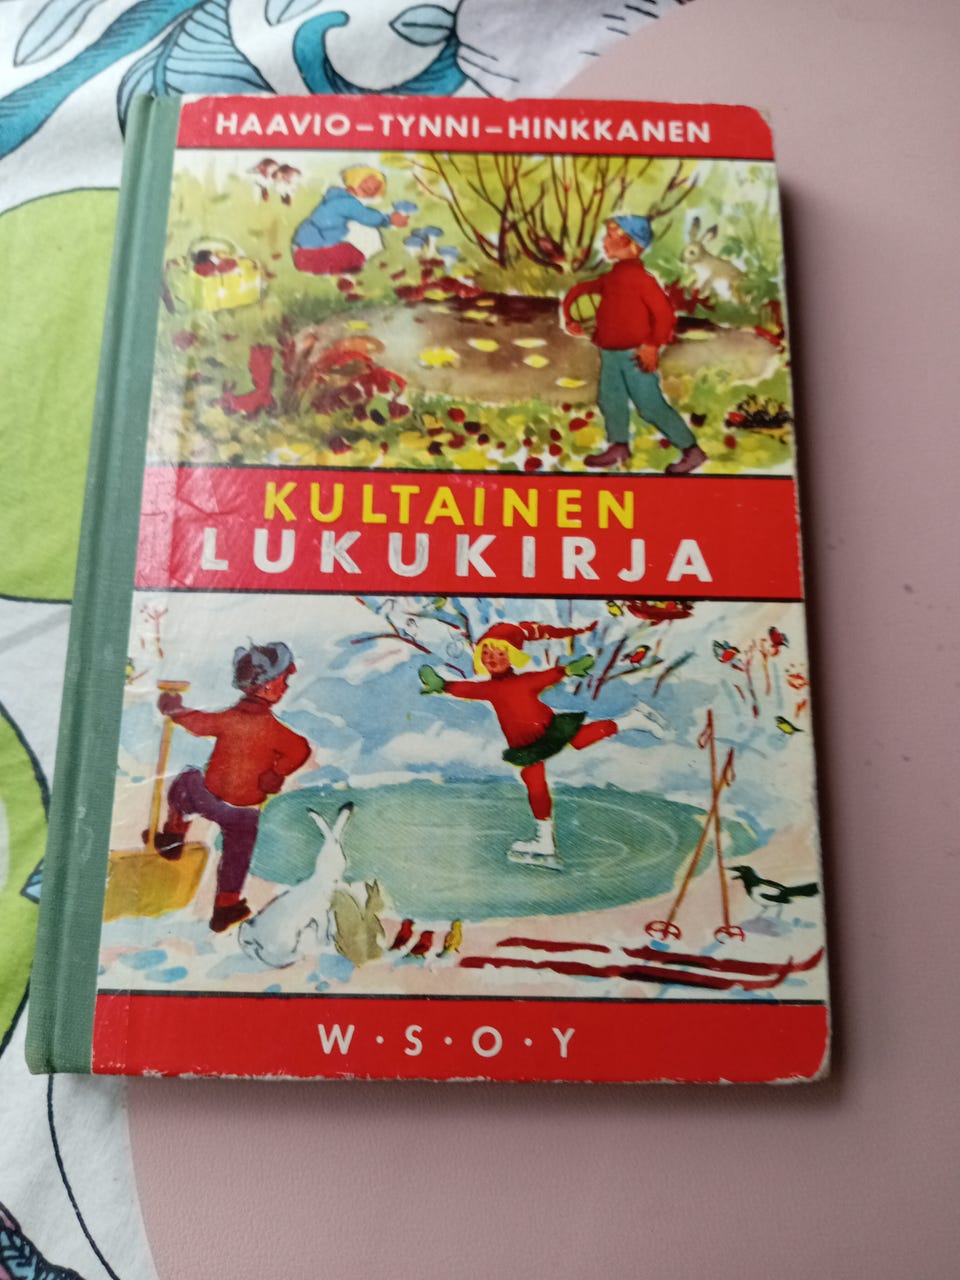 HAAVIO–TYNNI–HINKKANEN
KULTAINEN
LUKUKIRJA
W·S·O·Y